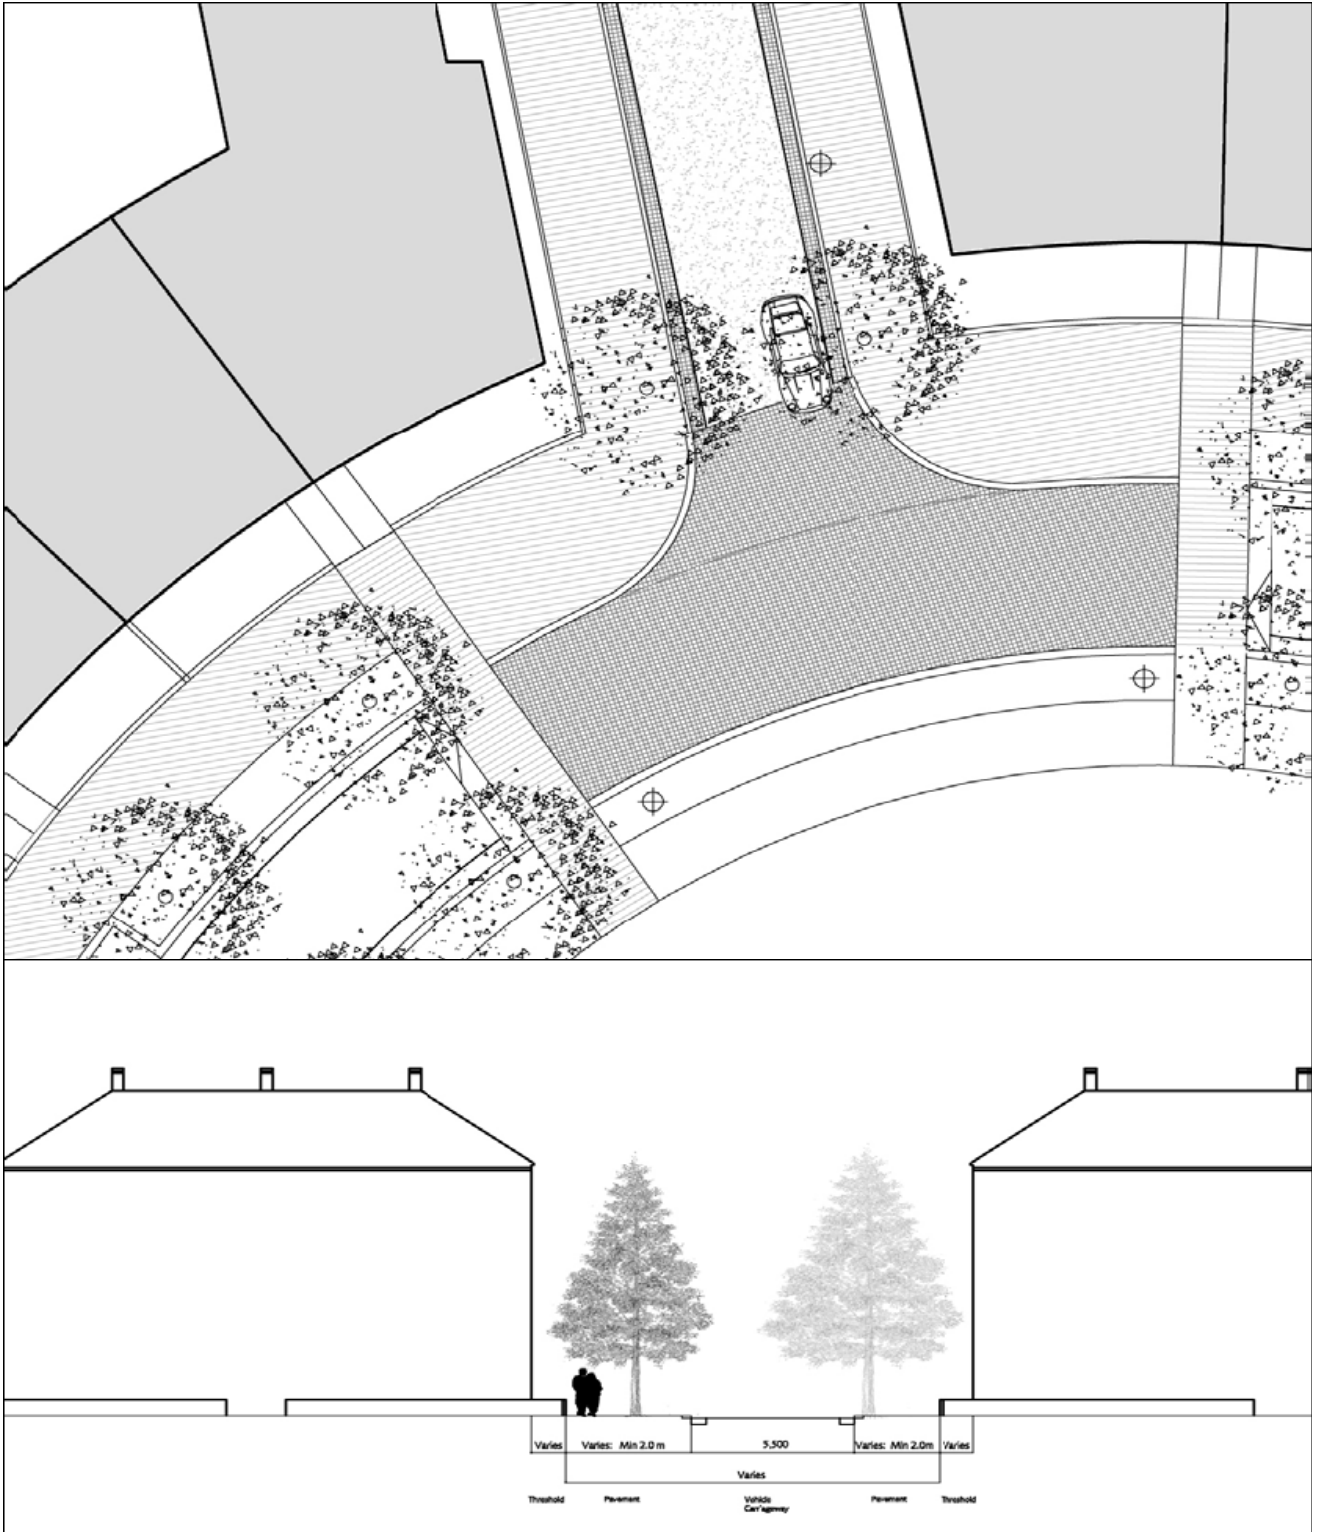 Varies Varies: Min 2.0 m 5,500 Varies: Min 2.0m Varies
Varies
Threshold Pavement Vehicle Pavement Threshold
Carriageway